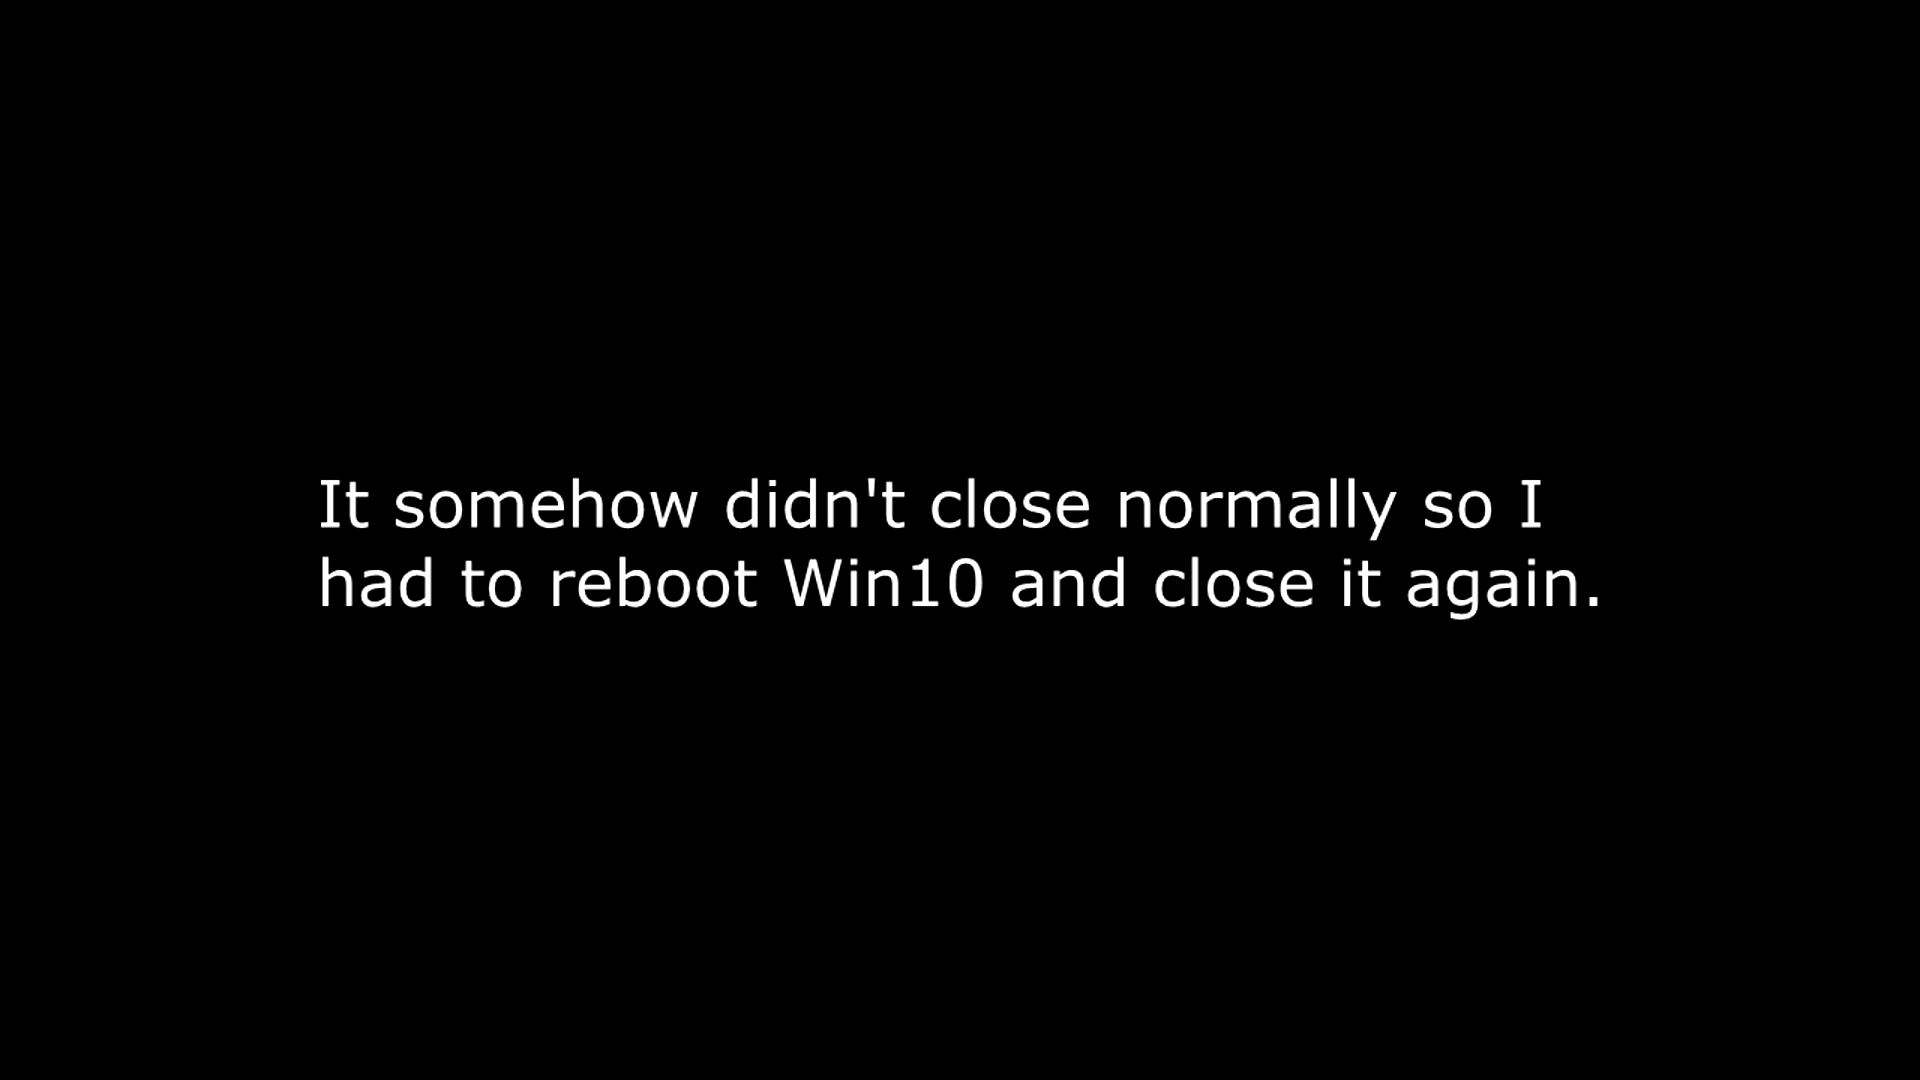 It somehow didn't close normally so I
had to reboot Win10 and close it again.